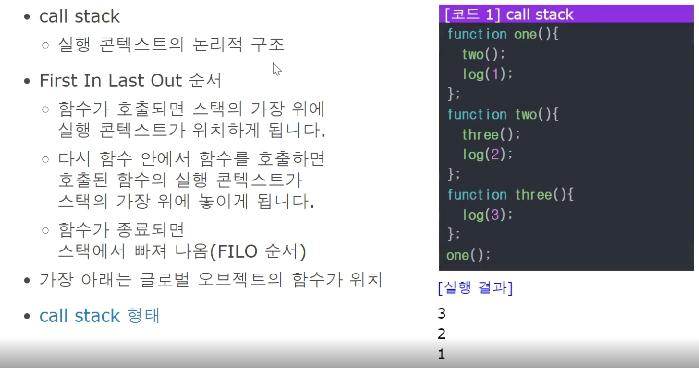 call stack
실행 콘텍스트의 논리적 구조
First In Last Out 순서
함수가 호출되면 스택의 기장 위에
실행 콘텍스트가 위치하게 됩니다.
다시 함수 안에서 함수를 호출하면
호출된 함수의 실행 콘텍스트가
스택의 가장 위에 놓이게 됩니다.
함수가 종료되면
스택에서 빠져 나옴(FILO 순서)
가장 아래는 글로벌 오브젝트의 함수가 위치
call stack 형태
[코드 1] call stack
function one(){
two();
log(1);
};
function two(){
three();
log(2);
};
function three(){
log(3);
};
one();
[실행 결과]
3
2
1